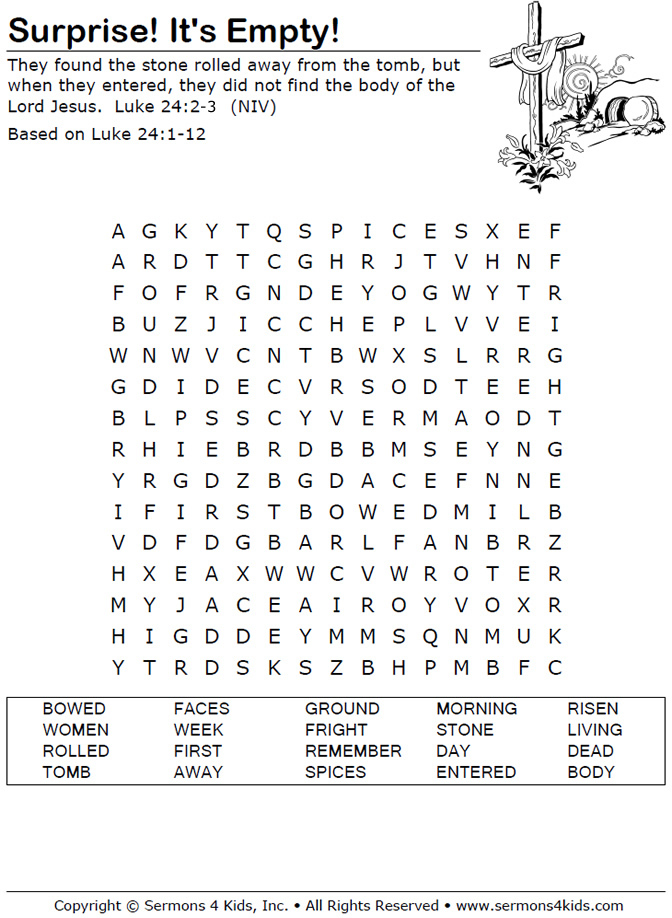 Surprise! It's Empty!
They found the stone rolled away from the tomb, but
when they entered, they did not find the body of the
Lord Jesus.  Luke 24:2-3   (NIV)
Based on Luke 24:1-12
A G K Y T Q S P I C E S X E F
A R D T T C G H R J T V H N F
F O F R G N D E Y O G W Y T R
B U Z J I C C H E P L V V E I
W N W V C N T B W X S L R R G
G D I D E C V R S O D T E E H
B L P S S C Y V E R M A O D T
R H I E B R D B B M S E Y N G
Y R G D Z B G D A C E F N N E
I F I R S T B O W E D M I L B
V D F D G B A R L F A N B R Z
H X E A X W W C V W R O T E R
M Y J A C E A I R O Y V O X R
H I G D D E Y M M S Q N M U K
Y T R D S K S Z B H P M B F C
BOWED FACES GROUND MORNING RISEN
WOMEN WEEK FRIGHT STONE LIVING
ROLLED FIRST REMEMBER DAY DEAD
TOMB AWAY SPICES ENTERED BODY
Copyright © Sermons 4 Kids, Inc. • All Rights Reserved • www.sermons4kids.com